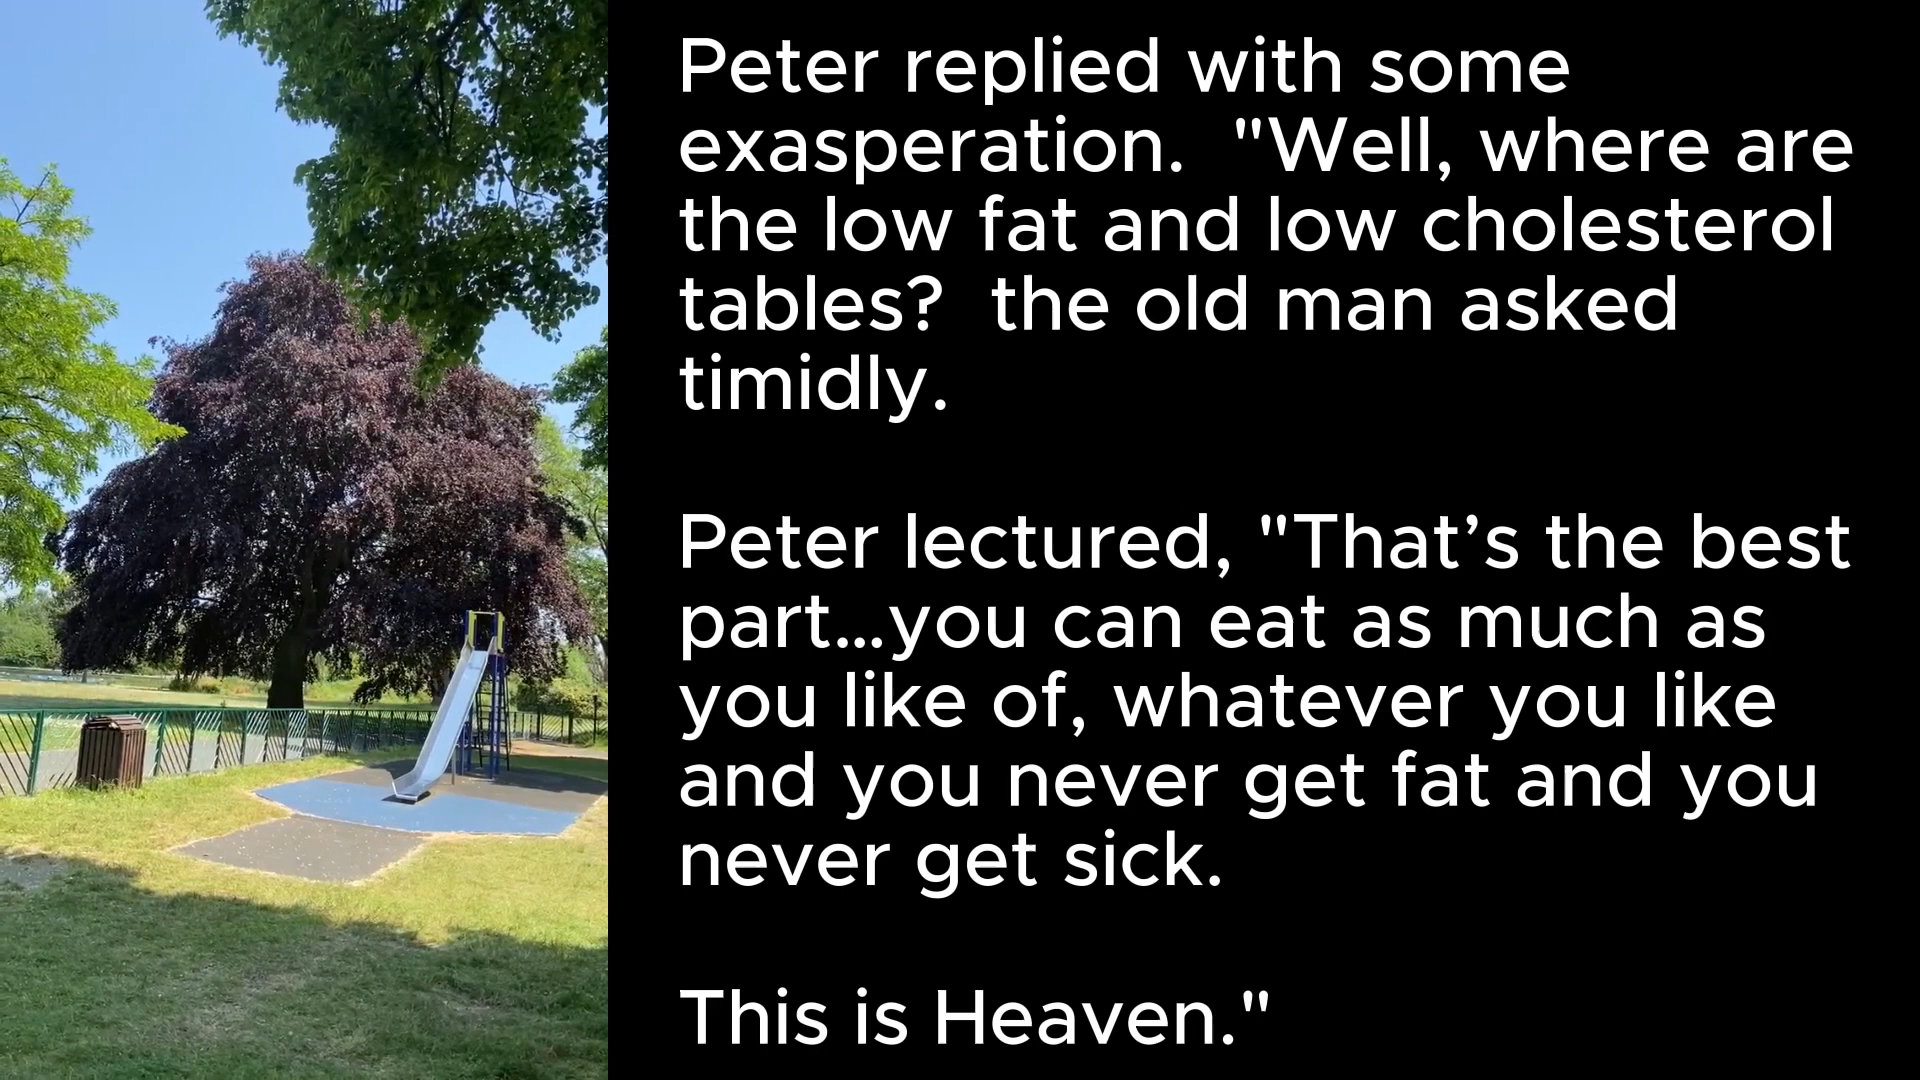 Peter replied with some
exasperation.  "Well, where are
the low fat and low cholesterol
tables?  the old man asked
timidly.
Peter lectured, "That’s the best
part...you can eat as much as
you like of, whatever you like
and you never get fat and you
never get sick.
This is Heaven."